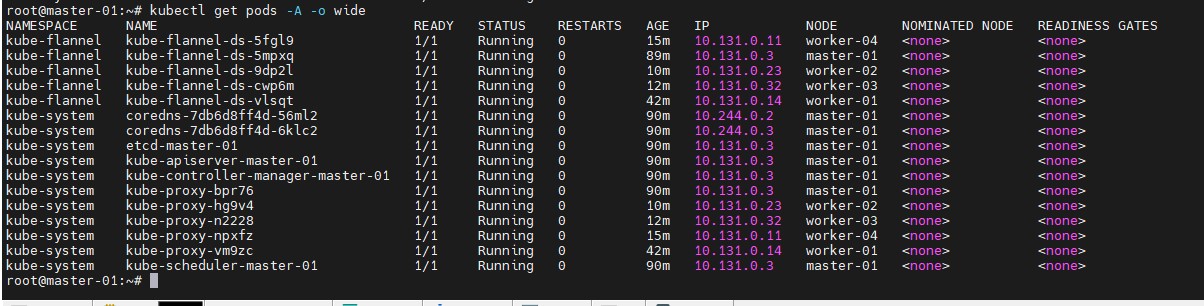 root@master-01:~# kubectl get pods -A -o wide
NAMESPACE NAME READY STATUS RESTARTS AGE IP NODE NOMINATED NODE READINESS GATES
kube-flannel kube-flannel-ds-5fgl9 1/1 Running 0 15m 10.131.0.11 worker-04 <none> <none>
kube-flannel kube-flannel-ds-5mpxq 1/1 Running 0 89m 10.131.0.3 master-01 <none> <none>
kube-flannel kube-flannel-ds-9dp2l 1/1 Running 0 10m 10.131.0.23 worker-02 <none> <none>
kube-flannel kube-flannel-ds-cwp6m 1/1 Running 0 12m 10.131.0.32 worker-03 <none> <none>
kube-flannel kube-flannel-ds-vlsqt 1/1 Running 0 42m 10.131.0.14 worker-01 <none> <none>
kube-system coredns-7db6d8ff4d-56ml2 1/1 Running 0 90m 10.244.0.2 master-01 <none> <none>
kube-system coredns-7db6d8ff4d-6klc2 1/1 Running 0 90m 10.244.0.3 master-01 <none> <none>
kube-system etcd-master-01 1/1 Running 0 90m 10.131.0.3 master-01 <none> <none>
kube-system kube-apiserver-master-01 1/1 Running 0 90m 10.131.0.3 master-01 <none> <none>
kube-system kube-controller-manager-master-01 1/1 Running 0 90m 10.131.0.3 master-01 <none> <none>
kube-system kube-proxy-bpr76 1/1 Running 0 90m 10.131.0.3 master-01 <none> <none>
kube-system kube-proxy-hg9v4 1/1 Running 0 10m 10.131.0.23 worker-02 <none> <none>
kube-system kube-proxy-n2228 1/1 Running 0 12m 10.131.0.32 worker-03 <none> <none>
kube-system kube-proxy-npxfz 1/1 Running 0 15m 10.131.0.11 worker-04 <none> <none>
kube-system kube-proxy-vm9zc 1/1 Running 0 42m 10.131.0.14 worker-01 <none> <none>
kube-system kube-scheduler-master-01 1/1 Running 0 90m 10.131.0.3 master-01 <none> <none>
root@master-01:~#